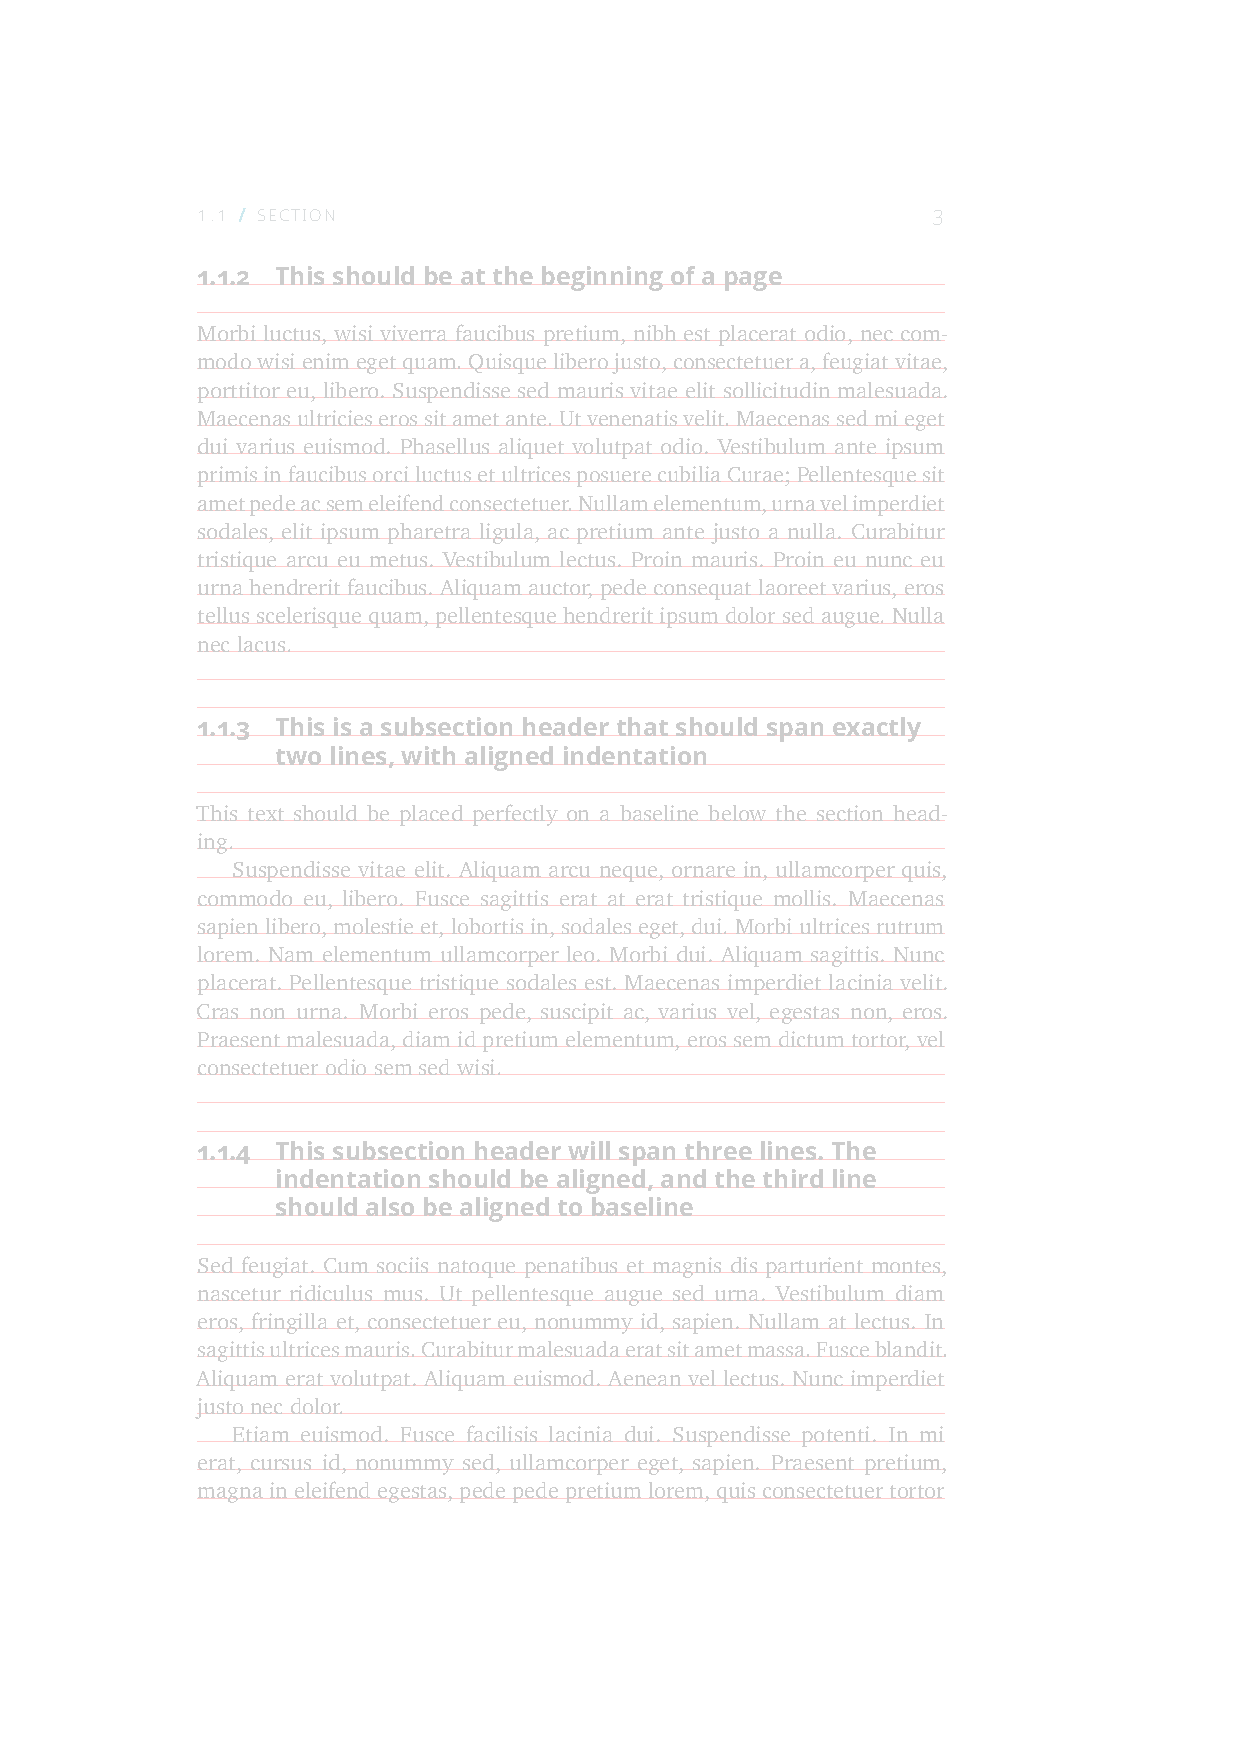 1.1 / SECTION 3
1.1.2 This should be at the beginning of a page
Morbi luctus, wisi viverra faucibus pretium, nibh est placerat odio, nec com-
modo wisi enim eget quam. Quisque libero justo, consectetuer a, feugiat vitae,
porttitor eu, libero. Suspendisse sed mauris vitae elit sollicitudin malesuada.
Maecenas ultricies eros sit amet ante. Ut venenatis velit. Maecenas sed mi eget
dui varius euismod. Phasellus aliquet volutpat odio. Vestibulum ante ipsum
primis in faucibus orci luctus et ultrices posuere cubilia Curae; Pellentesque sit
amet pede ac sem eleifend consectetuer. Nullam elementum, urna vel imperdiet
sodales, elit ipsum pharetra ligula, ac pretium ante justo a nulla. Curabitur
tristique arcu eu metus. Vestibulum lectus. Proin mauris. Proin eu nunc eu
urna hendrerit faucibus. Aliquam auctor, pede consequat laoreet varius, eros
tellus scelerisque quam, pellentesque hendrerit ipsum dolor sed augue. Nulla
nec lacus.
1.1.3 This is a subsection header that should span exactly
two lines, with aligned indentation
This text should be placed perfectly on a baseline below the section head-
ing.
Suspendisse vitae elit. Aliquam arcu neque, ornare in, ullamcorper quis,
commodo eu, libero. Fusce sagittis erat at erat tristique mollis. Maecenas
sapien libero, molestie et, lobortis in, sodales eget, dui. Morbi ultrices rutrum
lorem. Nam elementum ullamcorper leo. Morbi dui. Aliquam sagittis. Nunc
placerat. Pellentesque tristique sodales est. Maecenas imperdiet lacinia velit.
Cras non urna. Morbi eros pede, suscipit ac, varius vel, egestas non, eros.
Praesent malesuada, diam id pretium elementum, eros sem dictum tortor, vel
consectetuer odio sem sed wisi.
1.1.4 This subsection header will span three lines. The
indentation should be aligned, and the third line
should also be aligned to baseline
Sed feugiat. Cum sociis natoque penatibus et magnis dis parturient montes,
nascetur ridiculus mus. Ut pellentesque augue sed urna. Vestibulum diam
eros, fringilla et, consectetuer eu, nonummy id, sapien. Nullam at lectus. In
sagittis ultrices mauris. Curabitur malesuada erat sit amet massa. Fusce blandit.
Aliquam erat volutpat. Aliquam euismod. Aenean vel lectus. Nunc imperdiet
justo nec dolor.
Etiam euismod. Fusce facilisis lacinia dui. Suspendisse potenti. In mi
erat, cursus id, nonummy sed, ullamcorper eget, sapien. Praesent pretium,
magna in eleifend egestas, pede pede pretium lorem, quis consectetuer tortor